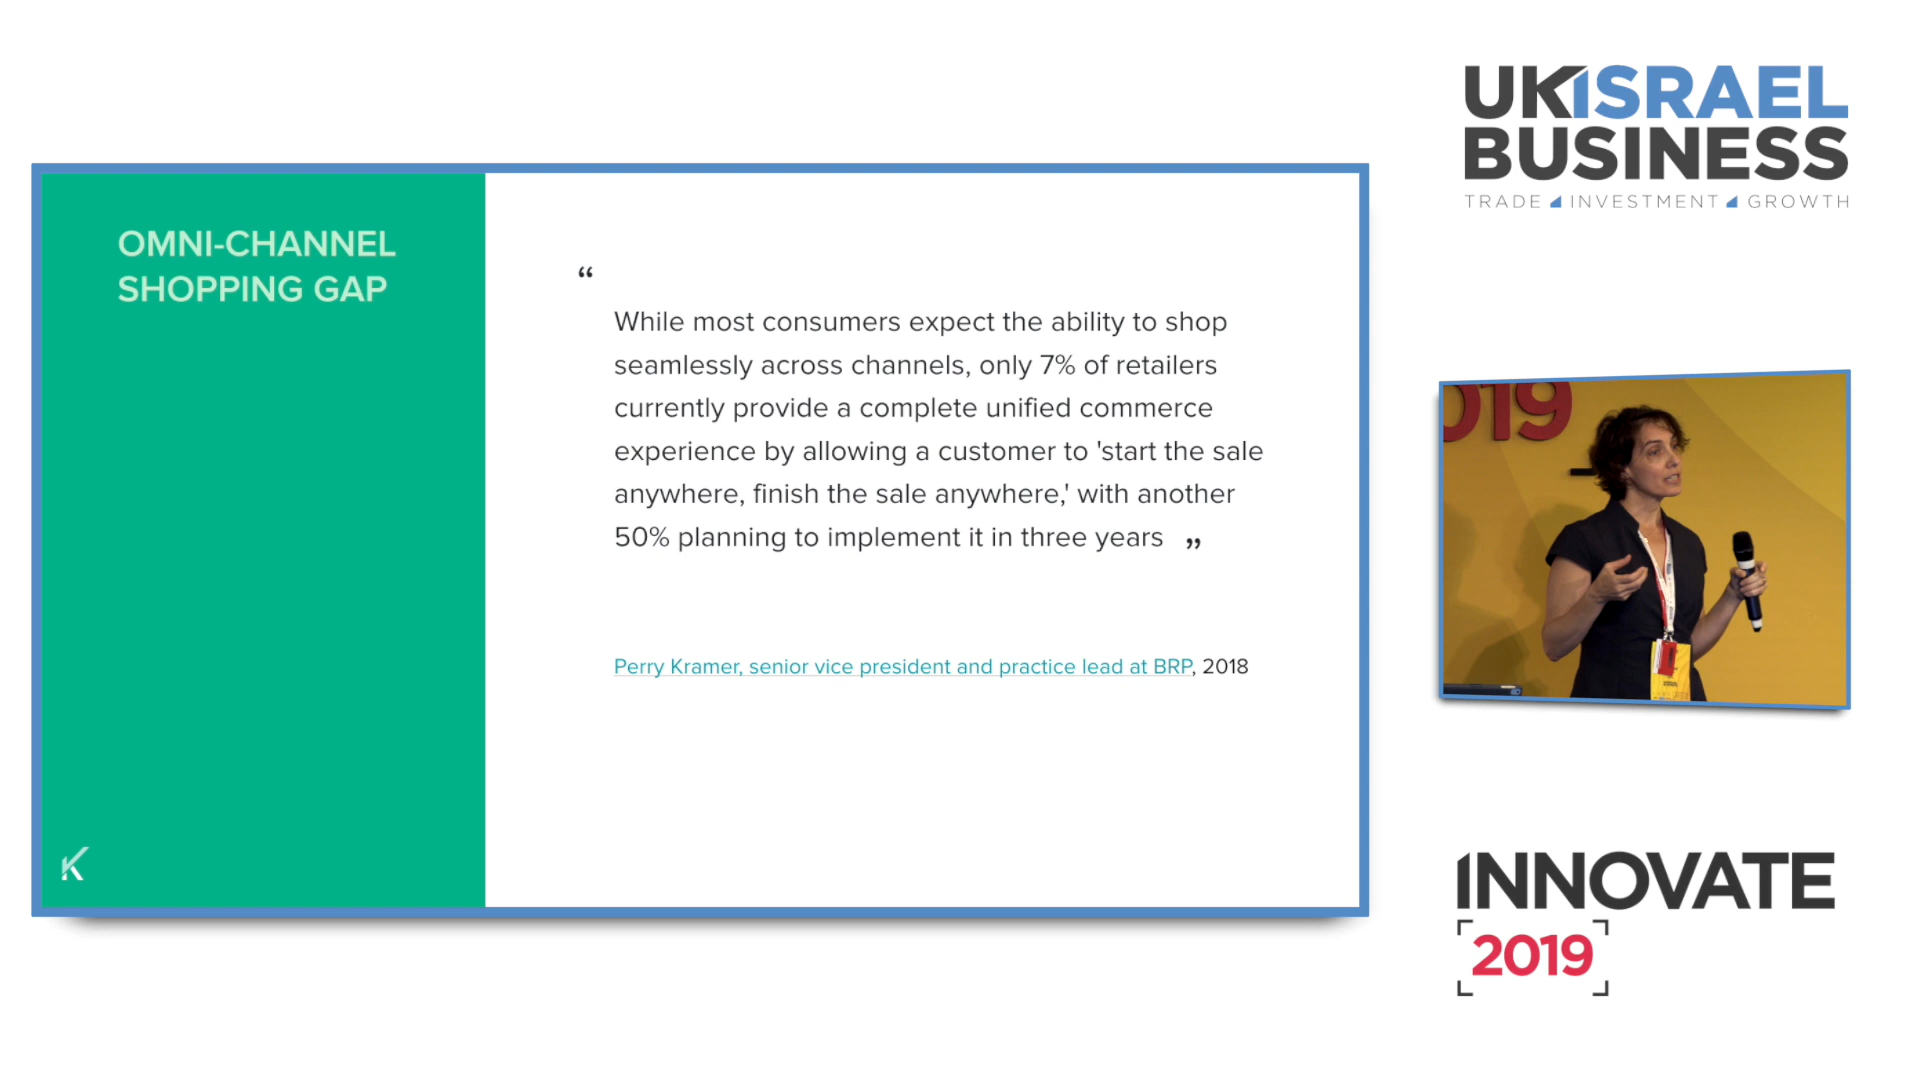 OMNI-CHANNEL
SHOPPING GAP
“
While most consumers expect the ability to shop
seamlessly across channels, only 7% of retailers
currently provide a complete unified commerce
experience by allowing a customer to 'start the sale
anywhere, finish the sale anywhere,' with another
50% planning to implement it in three years ”
Perry Kramer, senior vice president and practice lead at BRP, 2018
K
UKISRAEL
BUSINESS
TRADE INVESTMENT GROWTH
019
INNOVATE
2019